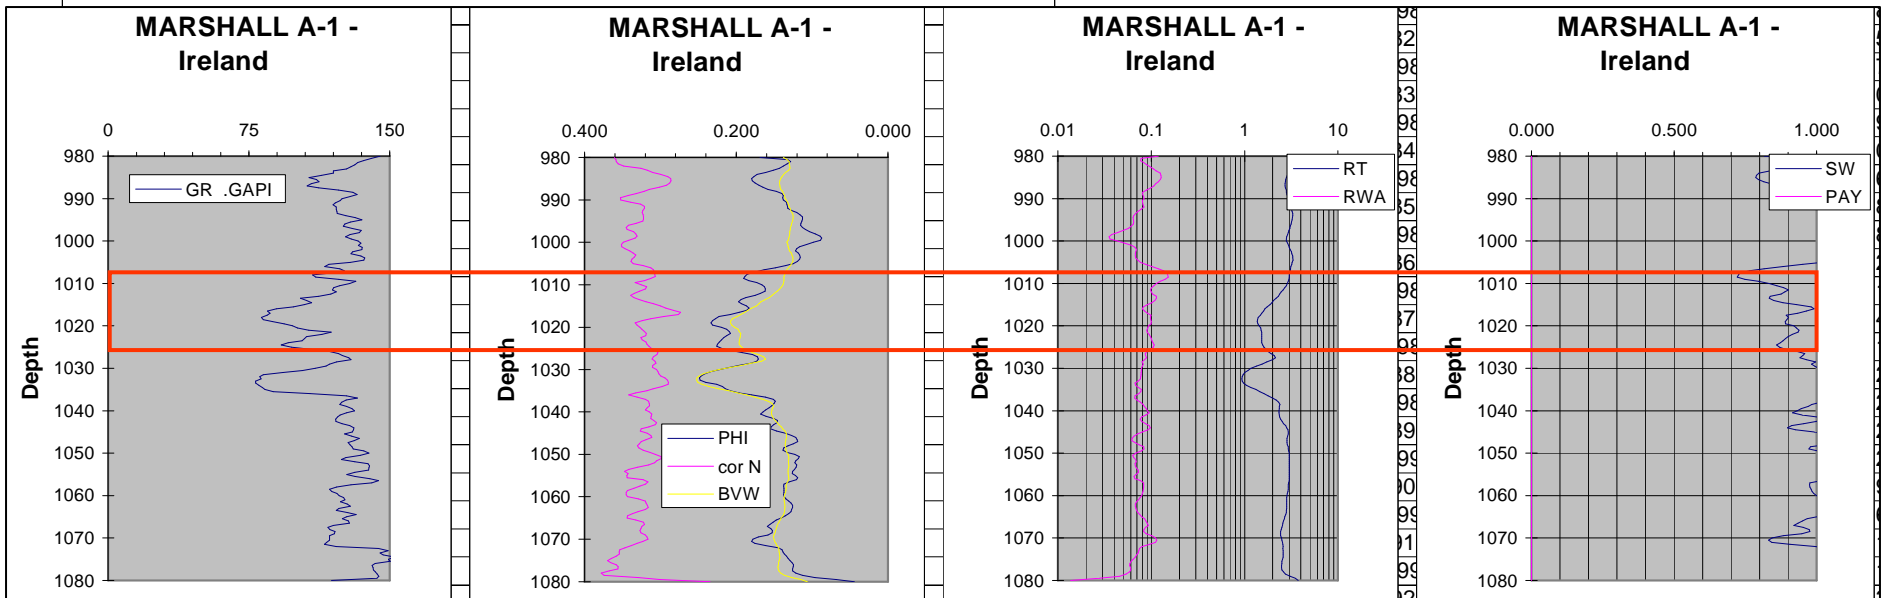 MARSHALL A-1 -
Ireland
0 75 150
980
990
1000
1010
1020
1030
1040
1050
1060
1070
1080
Depth
GR .GAPI
MARSHALL A-1 -
Ireland
0.400 0.200 0.000
980
990
1000
1010
1020
1030
1040
1050
1060
1070
1080
Depth
PHI
cor N
BVW
MARSHALL A-1 -
Ireland
0.01 0.1 1 10
980
990
1000
1010
1020
1030
1040
1050
1060
1070
1080
Depth
RT
RWA
MARSHALL A-1 -
Ireland
0.000 0.500 1.000
980
990
1000
1010
1020
1030
1040
1050
1060
1070
1080
Depth
SW
PAY